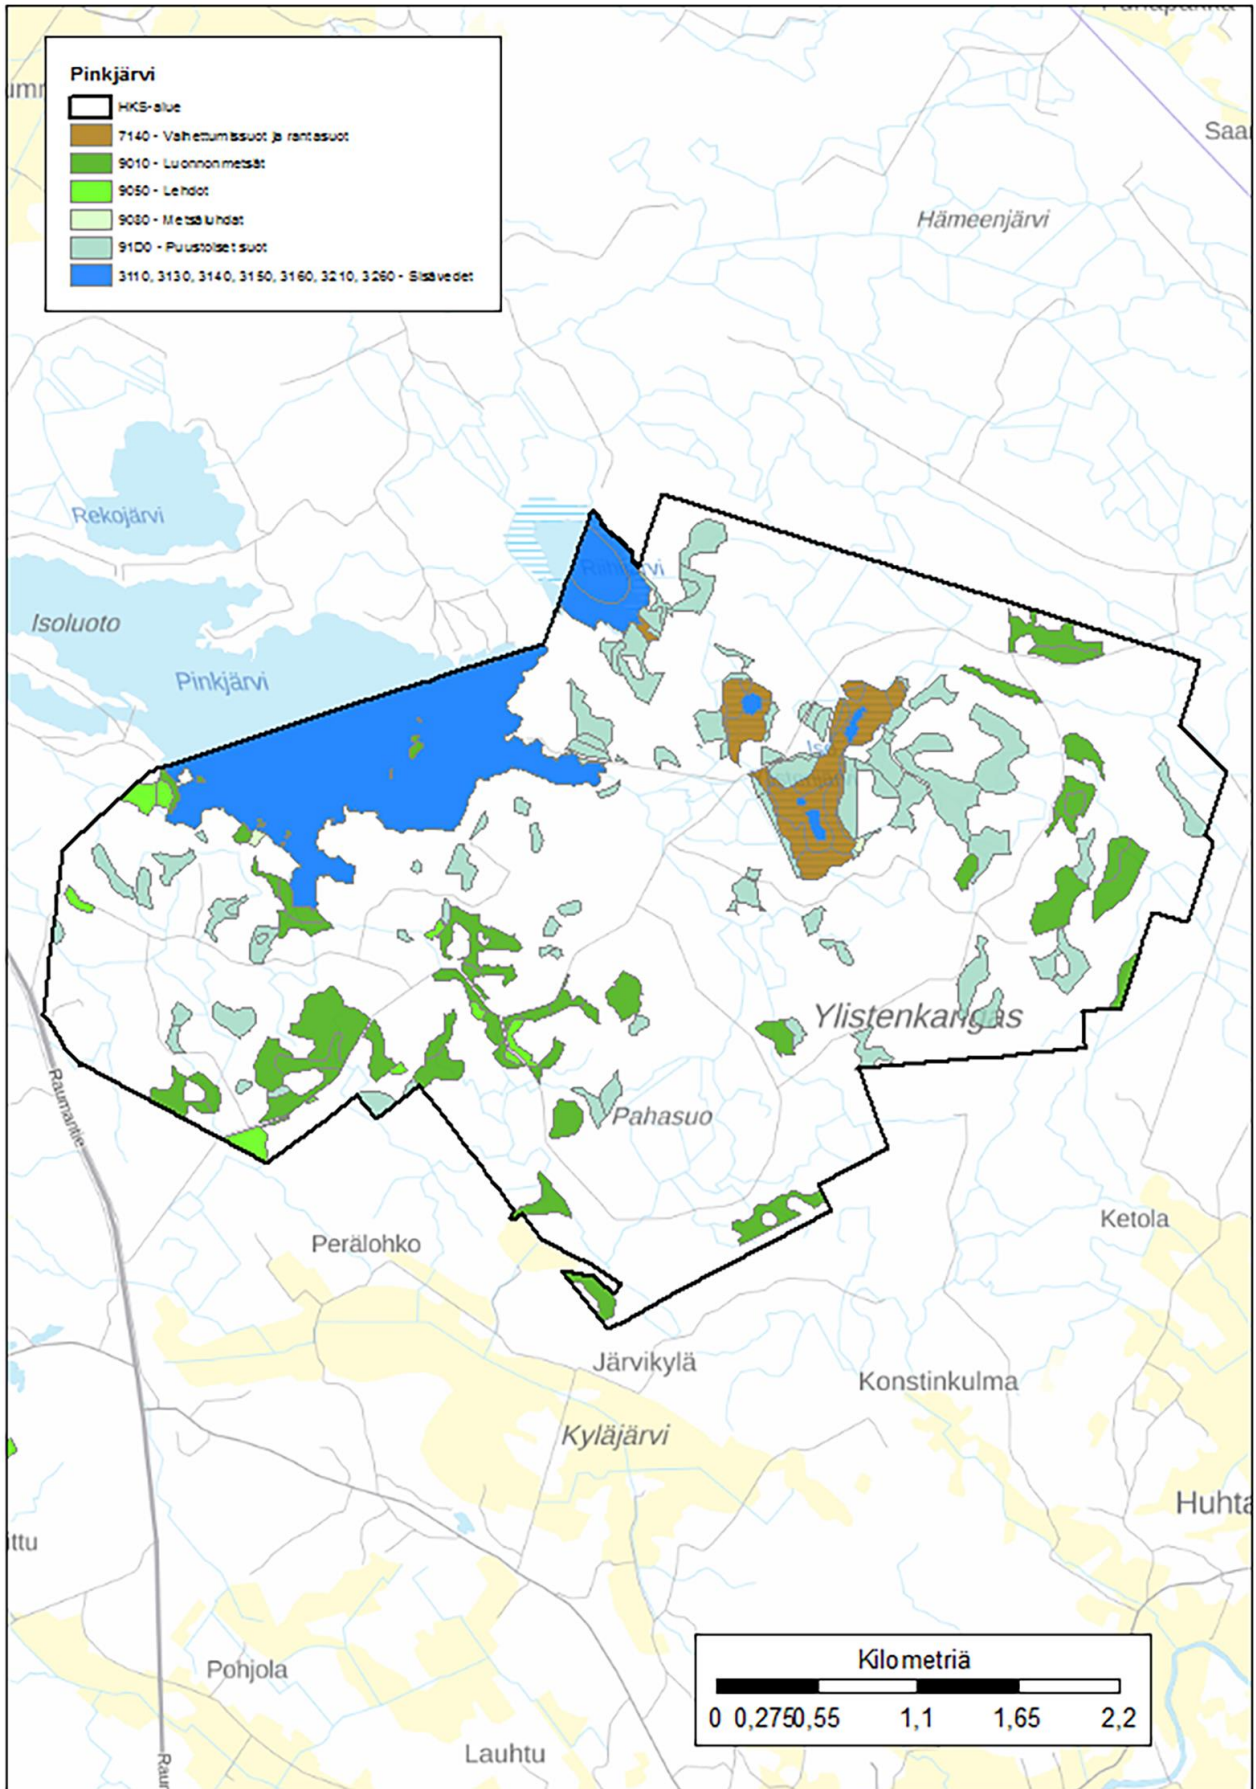 Pinkjärvi
HKS-alue
7140 - Vaihettumissuot ja rantasuot
9010 - Luonnonmetsät
9050 - Lehdot
9080 - Metsäluhdat
91D0 - Puustoiset suot
3110, 3130, 3140, 3150, 3160, 3210, 3260 - Sisävedet
Hämeenjärvi
Rekojärvi
Isoluoto
Pinkjärvi
Ylistenkangas
Raumantie
Pahasuo
Ketola
Perälohko
Järvikylä
Konstinkulma
Kyläjärvi
Pohjola
Kilometriä
0 0,275 0,55 1,1 1,65 2,2
Lauhtu